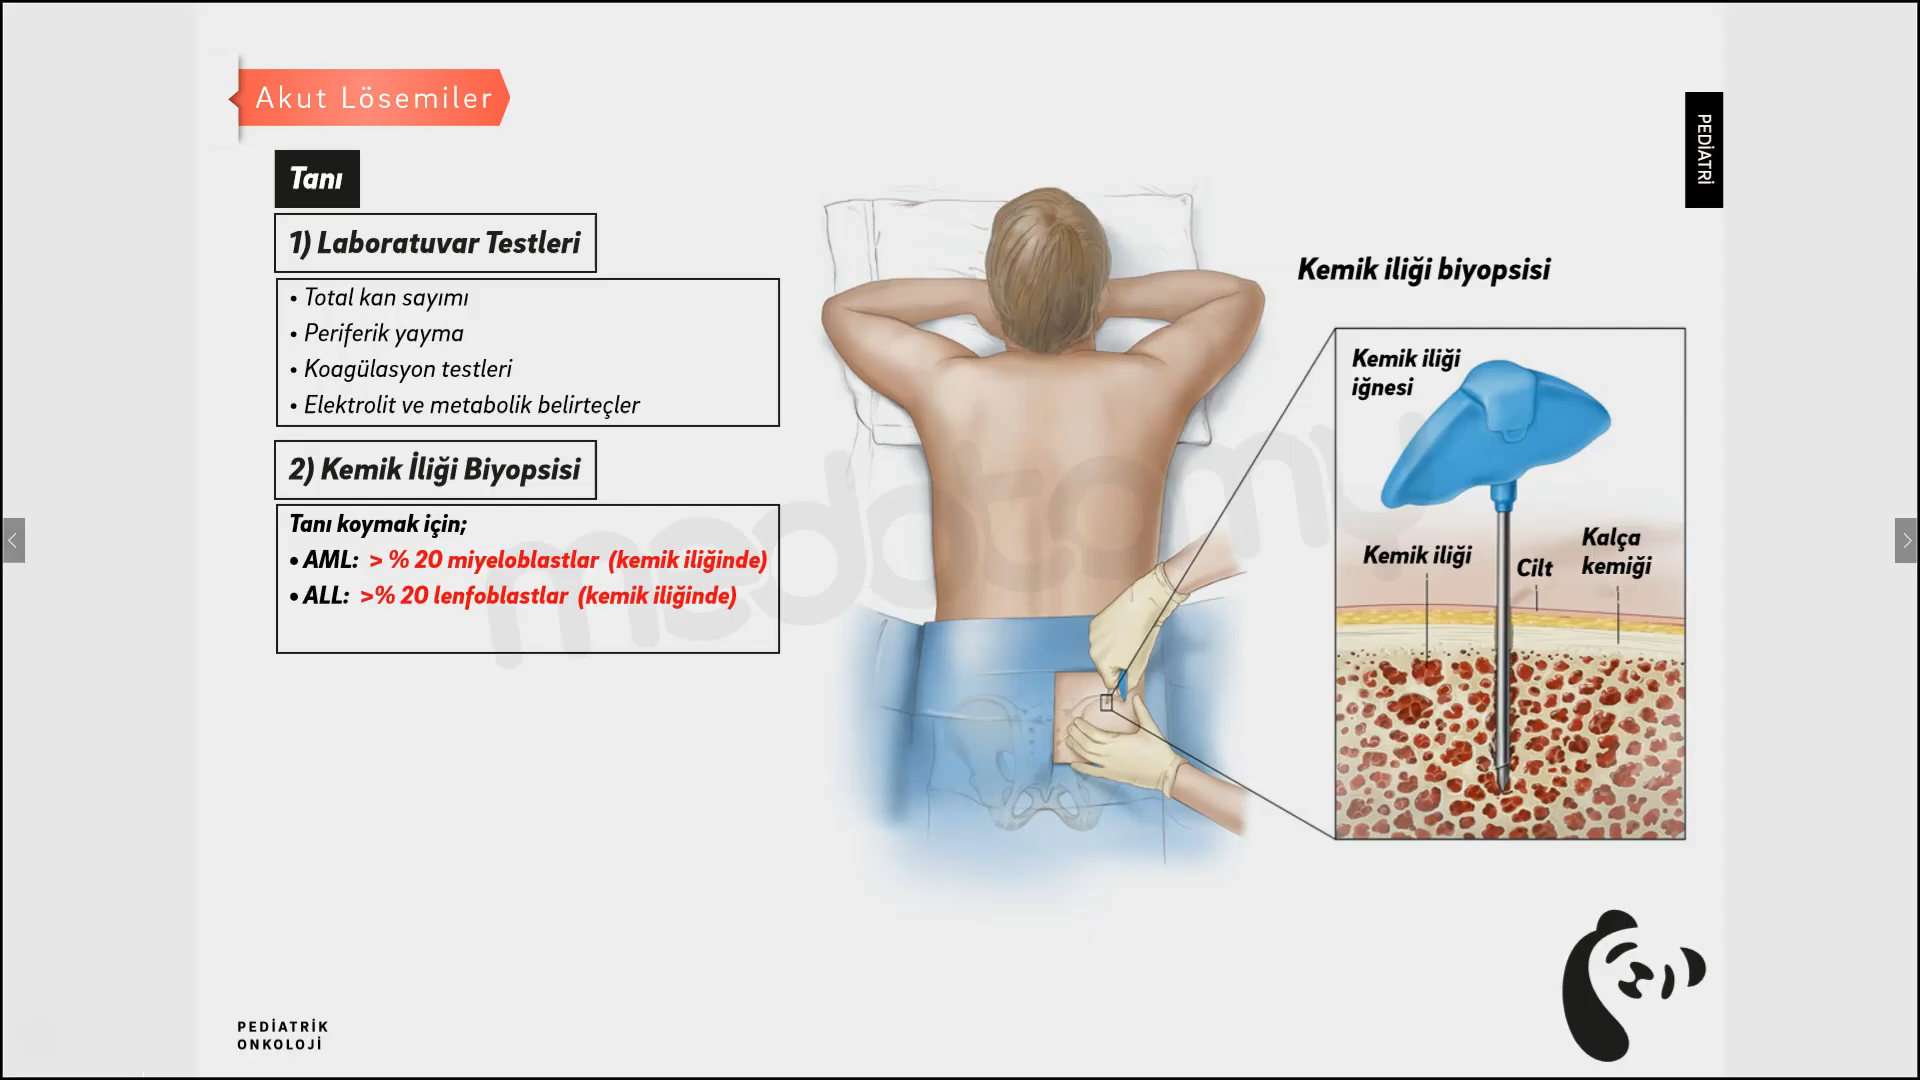 Akut Lösemiler
PEDİATRİ
Tanı
1) Laboratuvar Testleri
• Total kan sayımı
• Periferik yayma
• Koagülasyon testleri
• Elektrolit ve metabolik belirteçler
2) Kemik İliği Biyopsisi
Tanı koymak için;
• AML: > % 20 miyeloblastlar (kemik iliğinde)
• ALL: >% 20 lenfoblastlar (kemik iliğinde)
Kemik iliği biyopsisi
Kemik iliği
iğnesi
Kemik iliği
Cilt
Kalça
kemiği
medotomy
PEDİATRİK
ONKOLOJİ